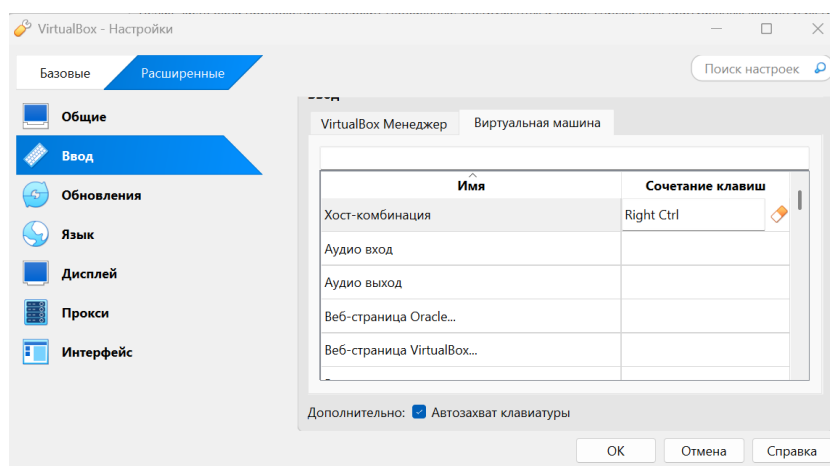 VirtualBox - Настройки
Базовые
Расширенные
Поиск настроек
Общие
Ввод
Обновления
Язык
Дисплей
Прокси
Интерфейс
Ввод
VirtualBox Менеджер
Виртуальная машина
Имя
Сочетание клавиш
Хост-комбинация
Right Ctrl
Аудио вход
Аудио выход
Веб-страница Oracle...
Веб-страница VirtualBox...
Дополнительно:
Автозахват клавиатуры
OK
Отмена
Справка